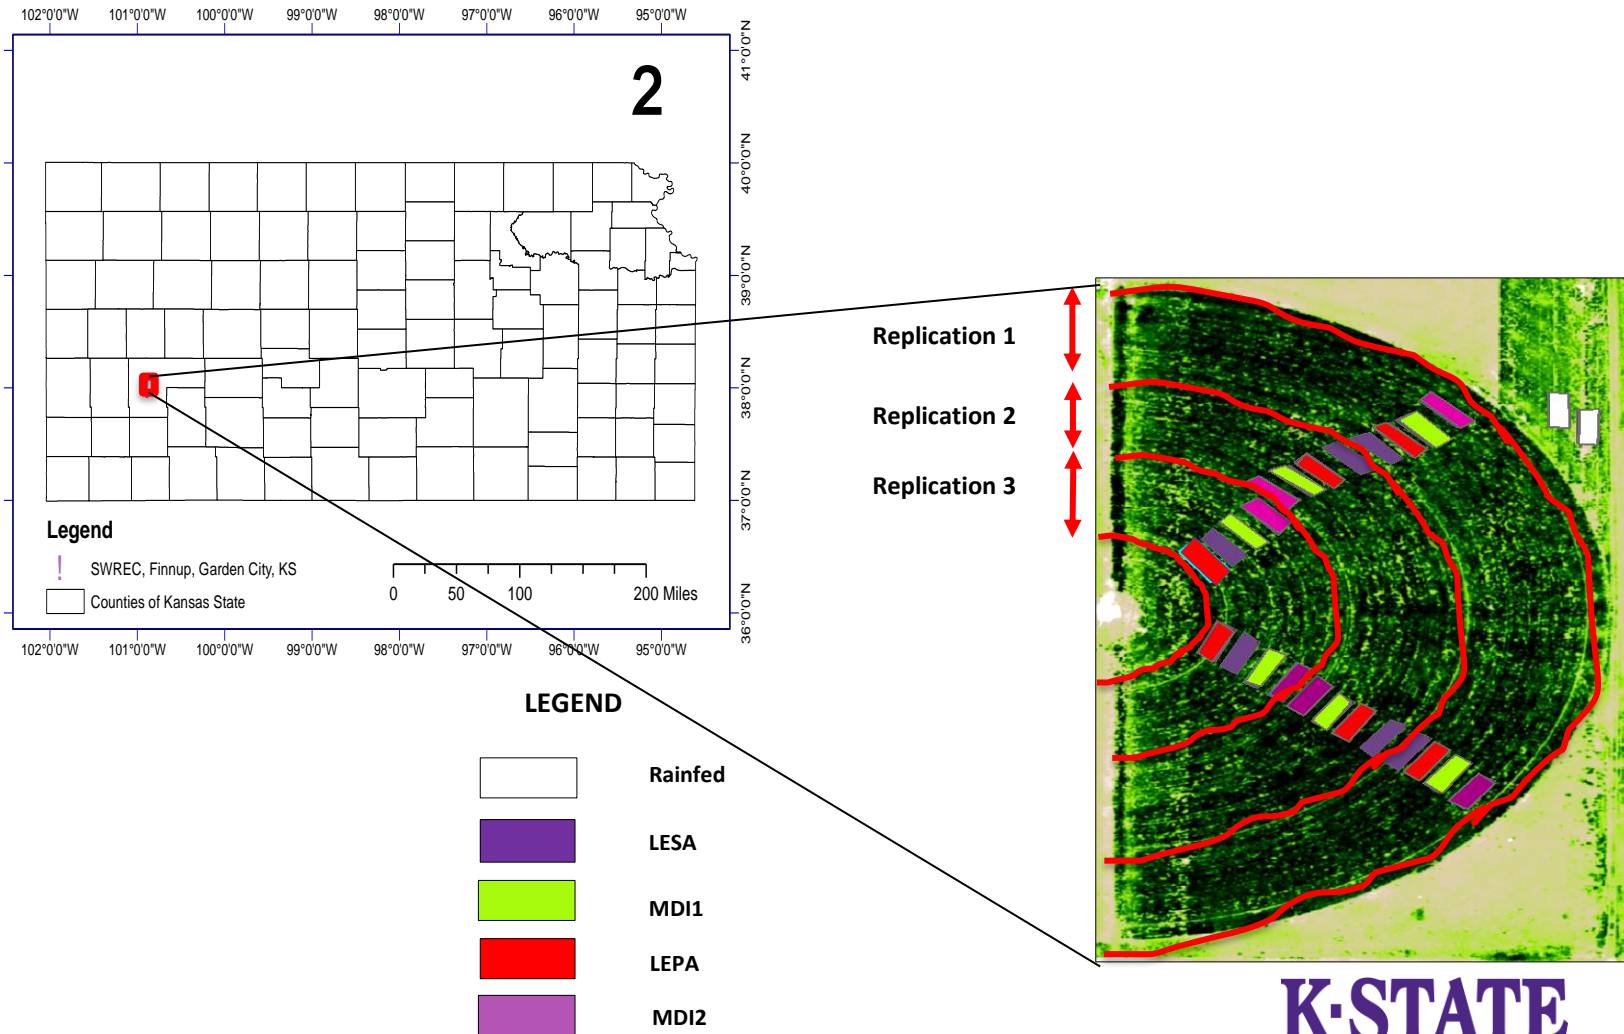 102°0'0"W 101°0'0"W 100°0'0"W 99°0'0"W 98°0'0"W 97°0'0"W 96°0'0"W 95°0'0"W
2
41°0'0"N
40°0'0"N
39°0'0"N
38°0'0"N
37°0'0"N
36°0'0"N
Legend
! SWREC, Finnup, Garden City, KS
Counties of Kansas State
0 50 100 200 Miles
102°0'0"W 101°0'0"W 100°0'0"W 99°0'0"W 98°0'0"W 97°0'0"W 96°0'0"W 95°0'0"W
Replication 1
Replication 2
Replication 3
LEGEND
Rainfed
LESA
MDI1
LEPA
MDI2
K·STATE